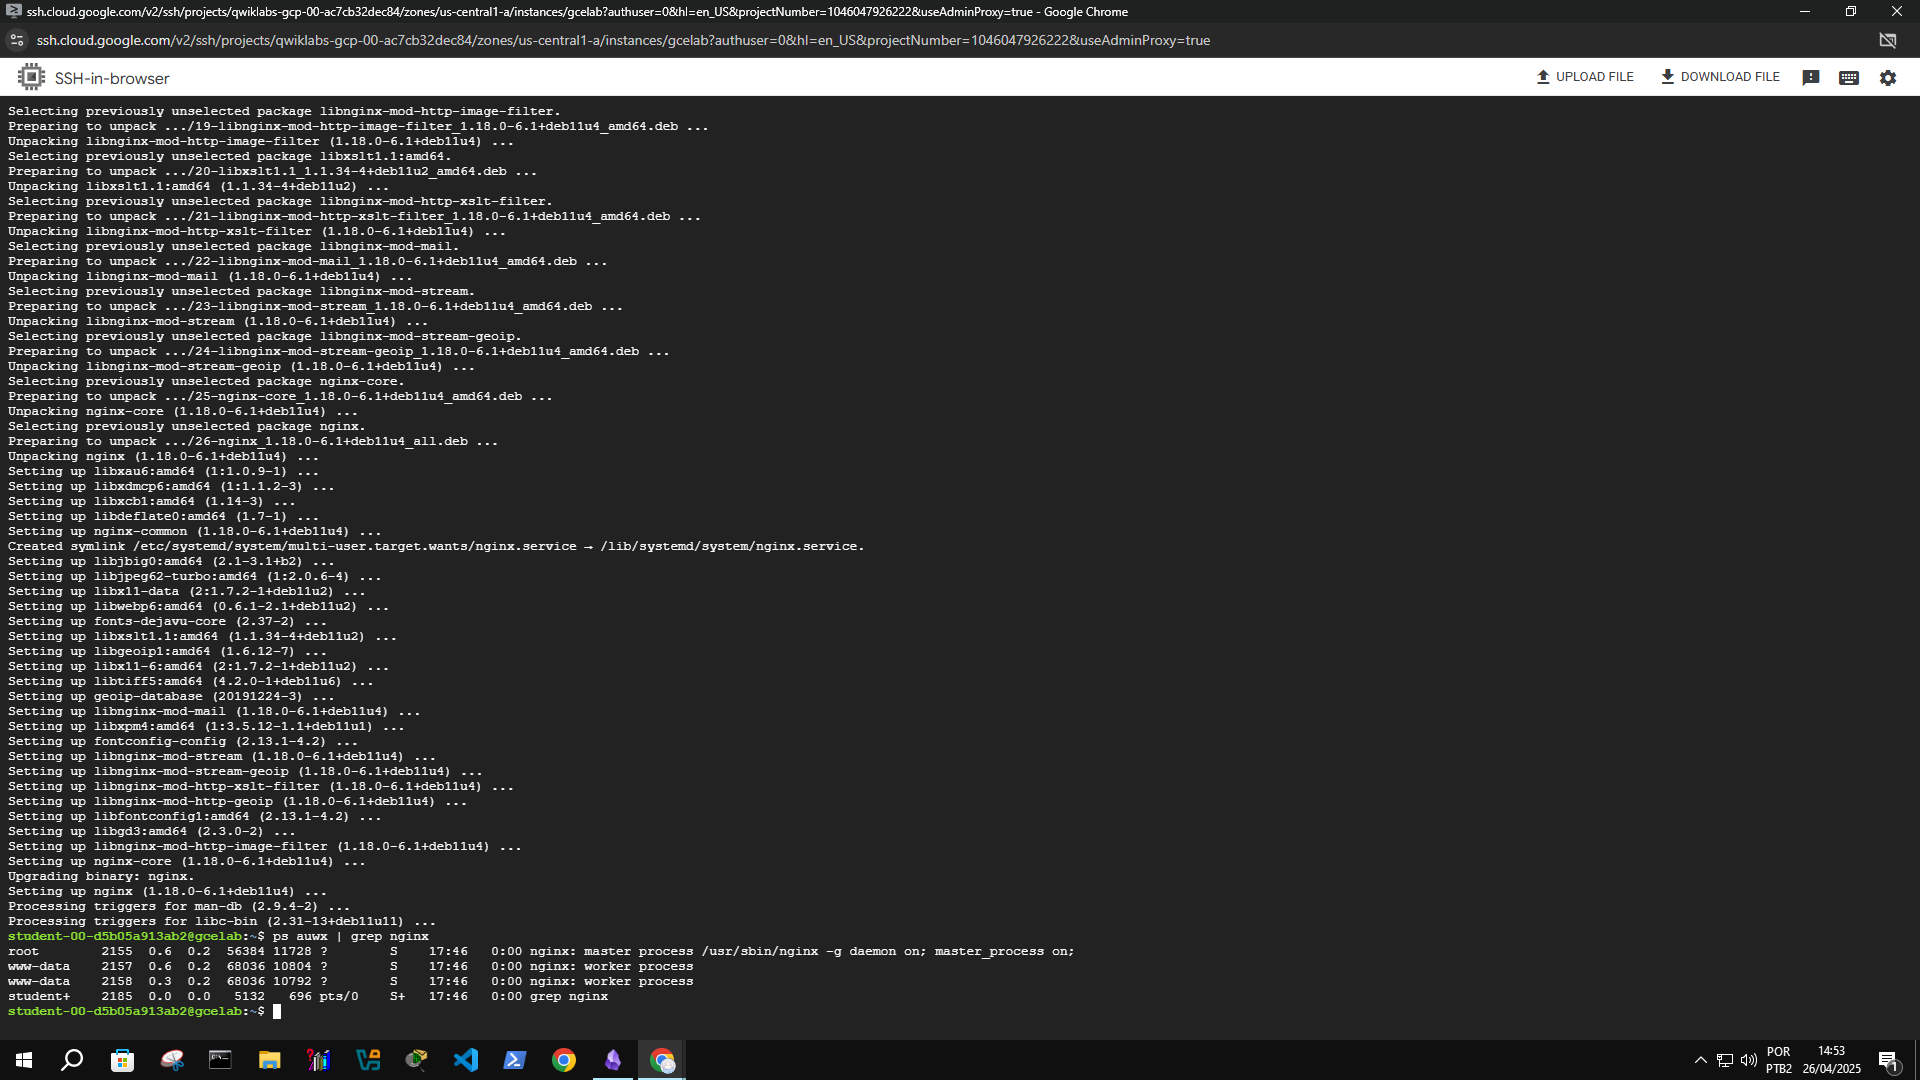 ssh.cloud.google.com/v2/ssh/projects/qwiklabs-gcp-00-ac7cb32dec84/zones/us-central1-a/instances/gcelab?authuser=0&hl=en_US&projectNumber=1046047926222&useAdminProxy=true - Google Chrome
ssh.cloud.google.com/v2/ssh/projects/qwiklabs-gcp-00-ac7cb32dec84/zones/us-central1-a/instances/gcelab?authuser=0&hl=en_US&projectNumber=1046047926222&useAdminProxy=true
SSH-in-browser
UPLOAD FILE
DOWNLOAD FILE
Selecting previously unselected package libnginx-mod-http-image-filter.
Preparing to unpack .../19-libnginx-mod-http-image-filter_1.18.0-6.1+deb11u4_amd64.deb ...
Unpacking libnginx-mod-http-image-filter (1.18.0-6.1+deb11u4) ...
Selecting previously unselected package libxslt1.1:amd64.
Preparing to unpack .../20-libxslt1.1_1.1.34-4+deb11u2_amd64.deb ...
Unpacking libxslt1.1:amd64 (1.1.34-4+deb11u2) ...
Selecting previously unselected package libnginx-mod-http-xslt-filter.
Preparing to unpack .../21-libnginx-mod-http-xslt-filter_1.18.0-6.1+deb11u4_amd64.deb ...
Unpacking libnginx-mod-http-xslt-filter (1.18.0-6.1+deb11u4) ...
Selecting previously unselected package libnginx-mod-mail.
Preparing to unpack .../22-libnginx-mod-mail_1.18.0-6.1+deb11u4_amd64.deb ...
Unpacking libnginx-mod-mail (1.18.0-6.1+deb11u4) ...
Selecting previously unselected package libnginx-mod-stream.
Preparing to unpack .../23-libnginx-mod-stream_1.18.0-6.1+deb11u4_amd64.deb ...
Unpacking libnginx-mod-stream (1.18.0-6.1+deb11u4) ...
Selecting previously unselected package libnginx-mod-stream-geoip.
Preparing to unpack .../24-libnginx-mod-stream-geoip_1.18.0-6.1+deb11u4_amd64.deb ...
Unpacking libnginx-mod-stream-geoip (1.18.0-6.1+deb11u4) ...
Selecting previously unselected package nginx-core.
Preparing to unpack .../25-nginx-core_1.18.0-6.1+deb11u4_amd64.deb ...
Unpacking nginx-core (1.18.0-6.1+deb11u4) ...
Selecting previously unselected package nginx.
Preparing to unpack .../26-nginx_1.18.0-6.1+deb11u4_all.deb ...
Unpacking nginx (1.18.0-6.1+deb11u4) ...
Setting up libxau6:amd64 (1:1.0.9-1) ...
Setting up libxdmcp6:amd64 (1:1.1.2-3) ...
Setting up libxcb1:amd64 (1.14-3) ...
Setting up libdeflate0:amd64 (1.7-1) ...
Setting up nginx-common (1.18.0-6.1+deb11u4) ...
Created symlink /etc/systemd/system/multi-user.target.wants/nginx.service → /lib/systemd/system/nginx.service.
Setting up libjbig0:amd64 (2.1-3.1+b2) ...
Setting up libjpeg62-turbo:amd64 (1:2.0.6-4) ...
Setting up libx11-data (2:1.7.2-1+deb11u2) ...
Setting up libwebp6:amd64 (0.6.1-2.1+deb11u2) ...
Setting up fonts-dejavu-core (2.37-2) ...
Setting up libxslt1.1:amd64 (1.1.34-4+deb11u2) ...
Setting up libgeoip1:amd64 (1.6.12-7) ...
Setting up libx11-6:amd64 (2:1.7.2-1+deb11u2) ...
Setting up libtiff5:amd64 (4.2.0-1+deb11u6) ...
Setting up geoip-database (20191224-3) ...
Setting up libnginx-mod-mail (1.18.0-6.1+deb11u4) ...
Setting up libxpm4:amd64 (1:3.5.12-1.1+deb11u1) ...
Setting up fontconfig-config (2.13.1-4.2) ...
Setting up libnginx-mod-stream (1.18.0-6.1+deb11u4) ...
Setting up libnginx-mod-stream-geoip (1.18.0-6.1+deb11u4) ...
Setting up libnginx-mod-http-xslt-filter (1.18.0-6.1+deb11u4) ...
Setting up libnginx-mod-http-geoip (1.18.0-6.1+deb11u4) ...
Setting up libfontconfig1:amd64 (2.13.1-4.2) ...
Setting up libgd3:amd64 (2.3.0-2) ...
Setting up libnginx-mod-http-image-filter (1.18.0-6.1+deb11u4) ...
Setting up nginx-core (1.18.0-6.1+deb11u4) ...
Upgrading binary: nginx.
Setting up nginx (1.18.0-6.1+deb11u4) ...
Processing triggers for man-db (2.9.4-2) ...
Processing triggers for libc-bin (2.31-13+deb11u11) ...
student-00-d5b05a913ab2@gcelab:~$ ps auwx | grep nginx
root        2155  0.6  0.2  56384 11728 ?        S    17:46   0:00 nginx: master process /usr/sbin/nginx -g daemon on; master_process on;
www-data    2157  0.6  0.2  68036 10804 ?        S    17:46   0:00 nginx: worker process
www-data    2158  0.3  0.2  68036 10792 ?        S    17:46   0:00 nginx: worker process
student+    2185  0.0  0.0   5132   696 pts/0    S+   17:46   0:00 grep nginx
student-00-d5b05a913ab2@gcelab:~$
POR
PTB2
14:53
26/04/2025
1